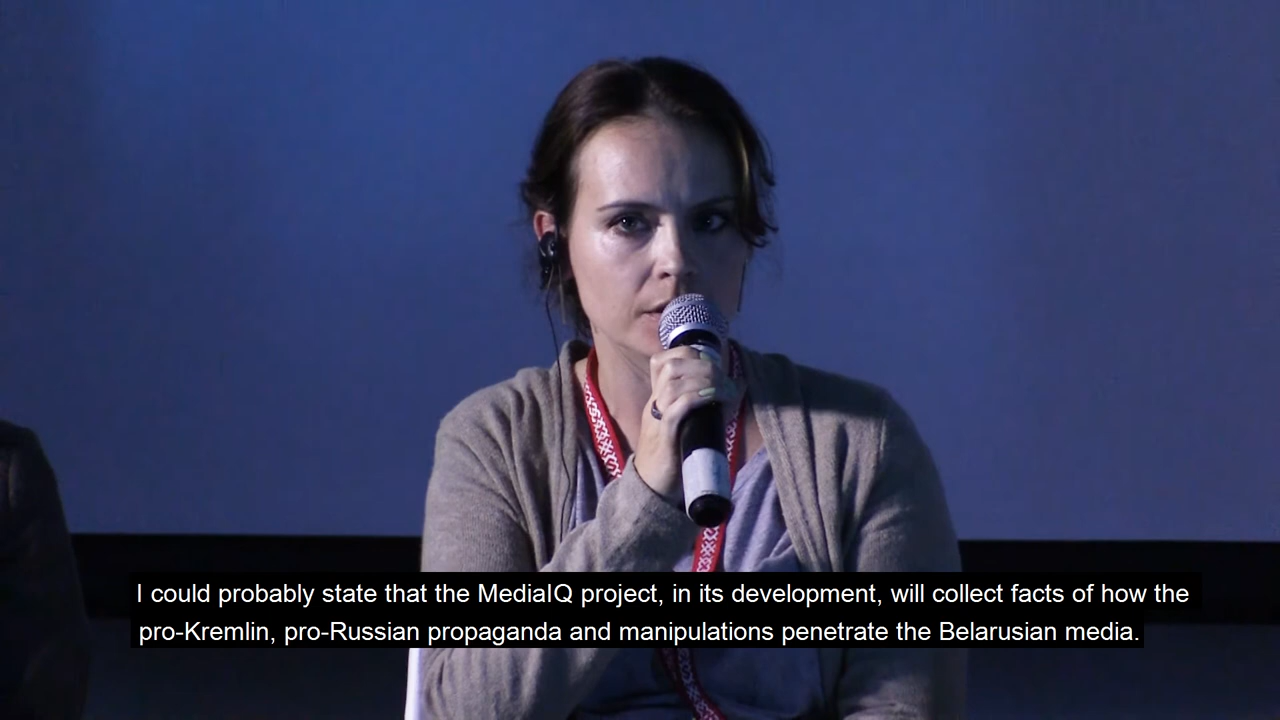 I could probably state that the MediaIQ project, in its development, will collect facts of how the
pro-Kremlin, pro-Russian propaganda and manipulations penetrate the Belarusian media.